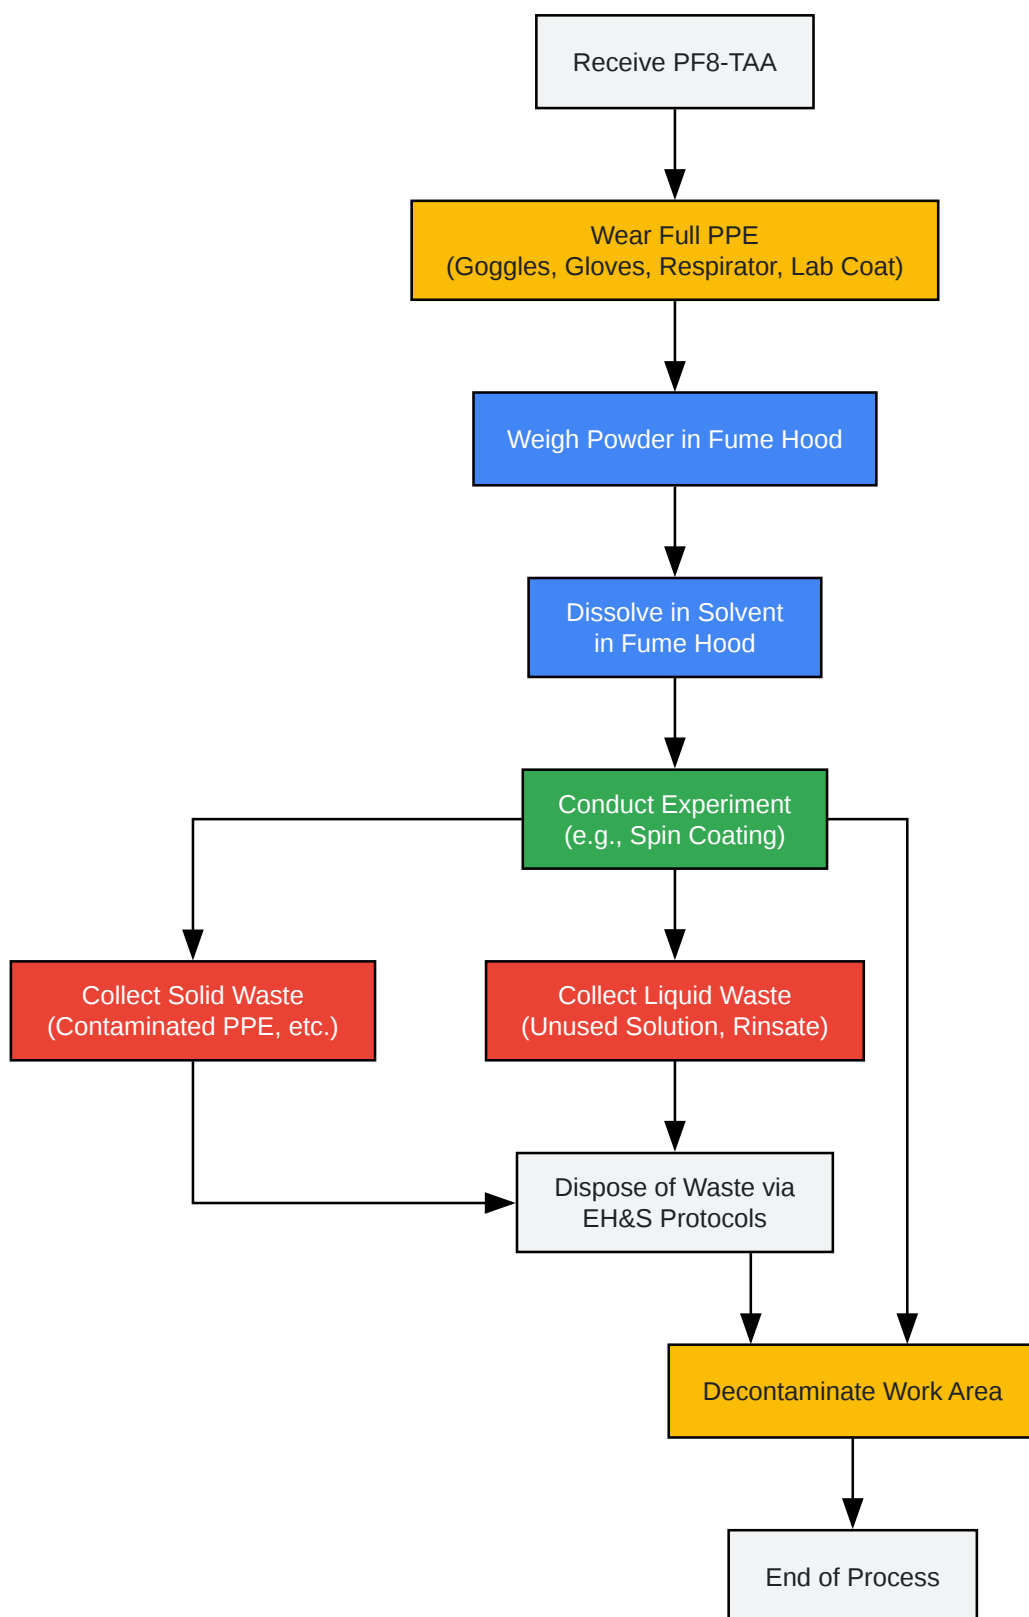 Receive PF8-TAA
Wear Full PPE
(Goggles, Gloves, Respirator, Lab Coat)
Weigh Powder in Fume Hood
Dissolve in Solvent
in Fume Hood
Conduct Experiment
(e.g., Spin Coating)
Collect Solid Waste
(Contaminated PPE, etc.)
Collect Liquid Waste
(Unused Solution, Rinsate)
Dispose of Waste via
EH&S Protocols
Decontaminate Work Area
End of Process